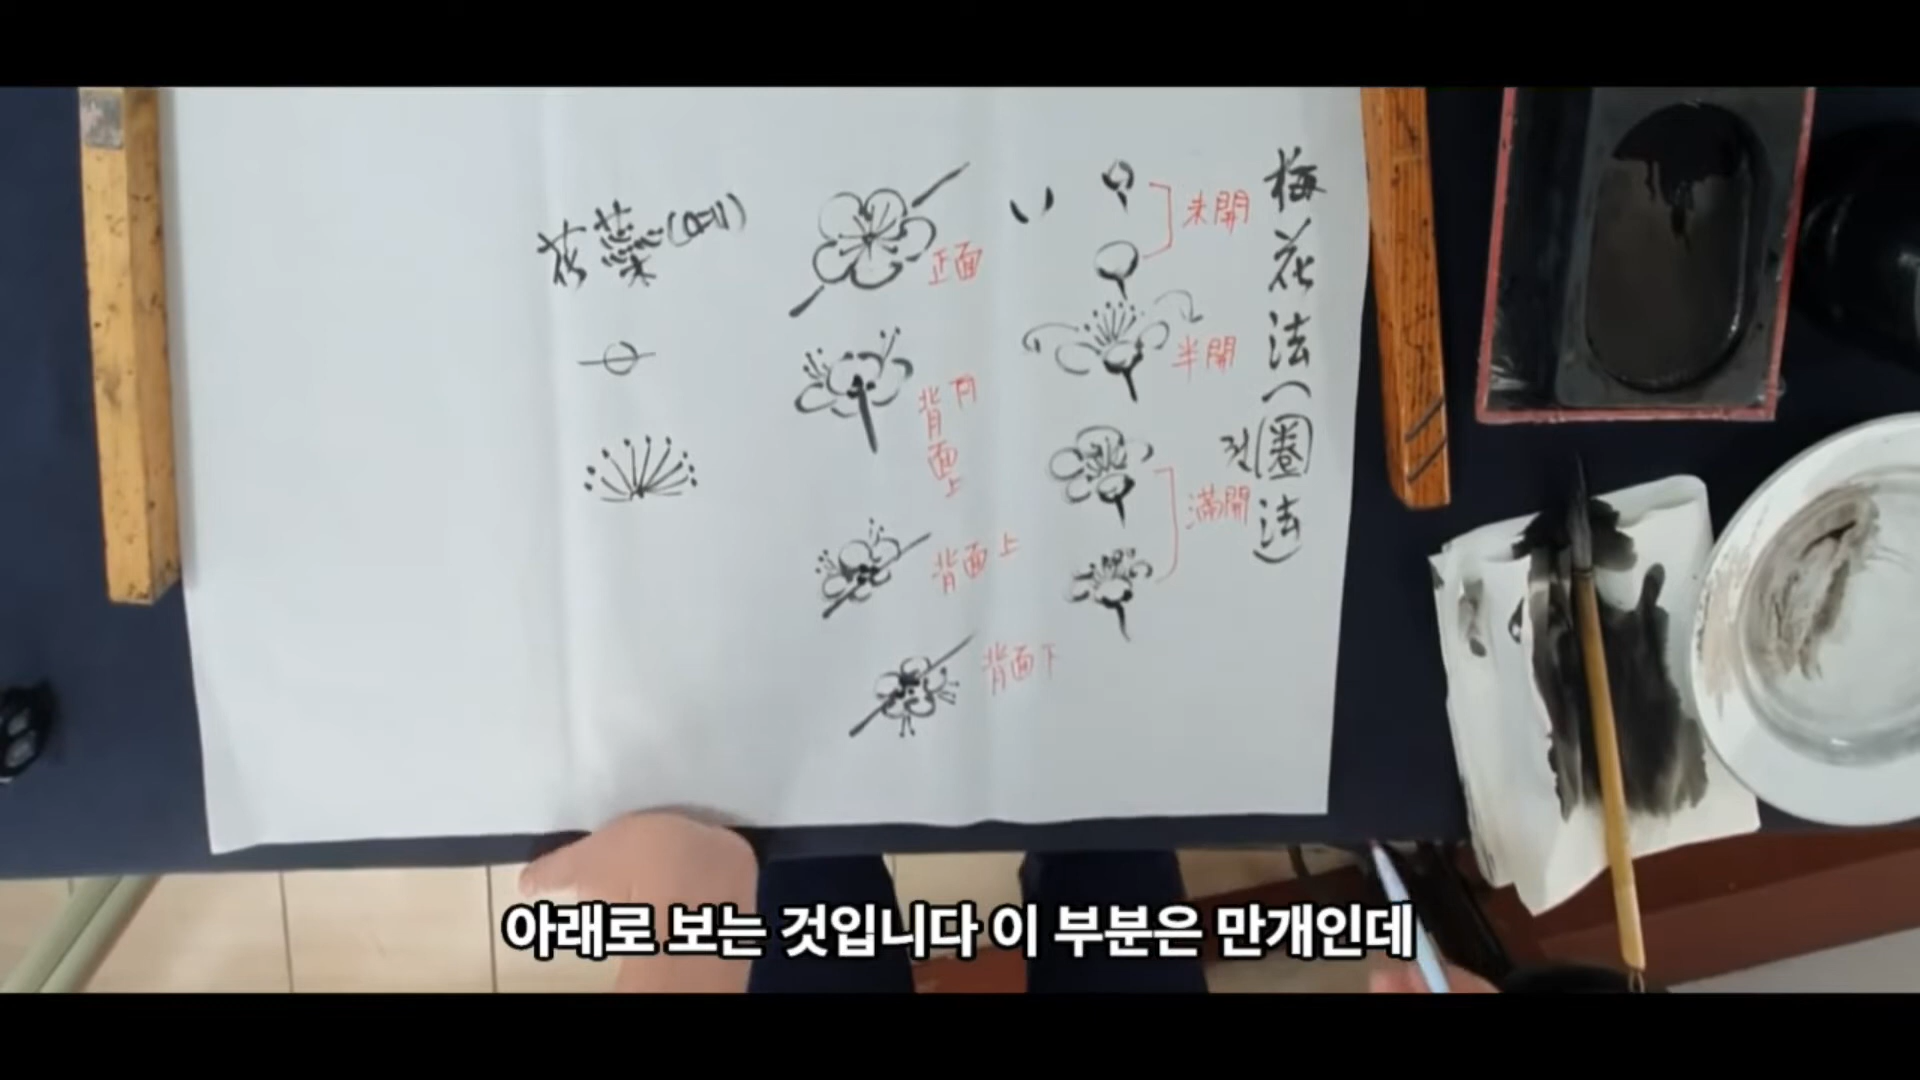 梅花法(圈法)
未開
半開
滿開
正面
背面上
背面下
花蘂
아래로 보는 것입니다 이 부분은 만개인데